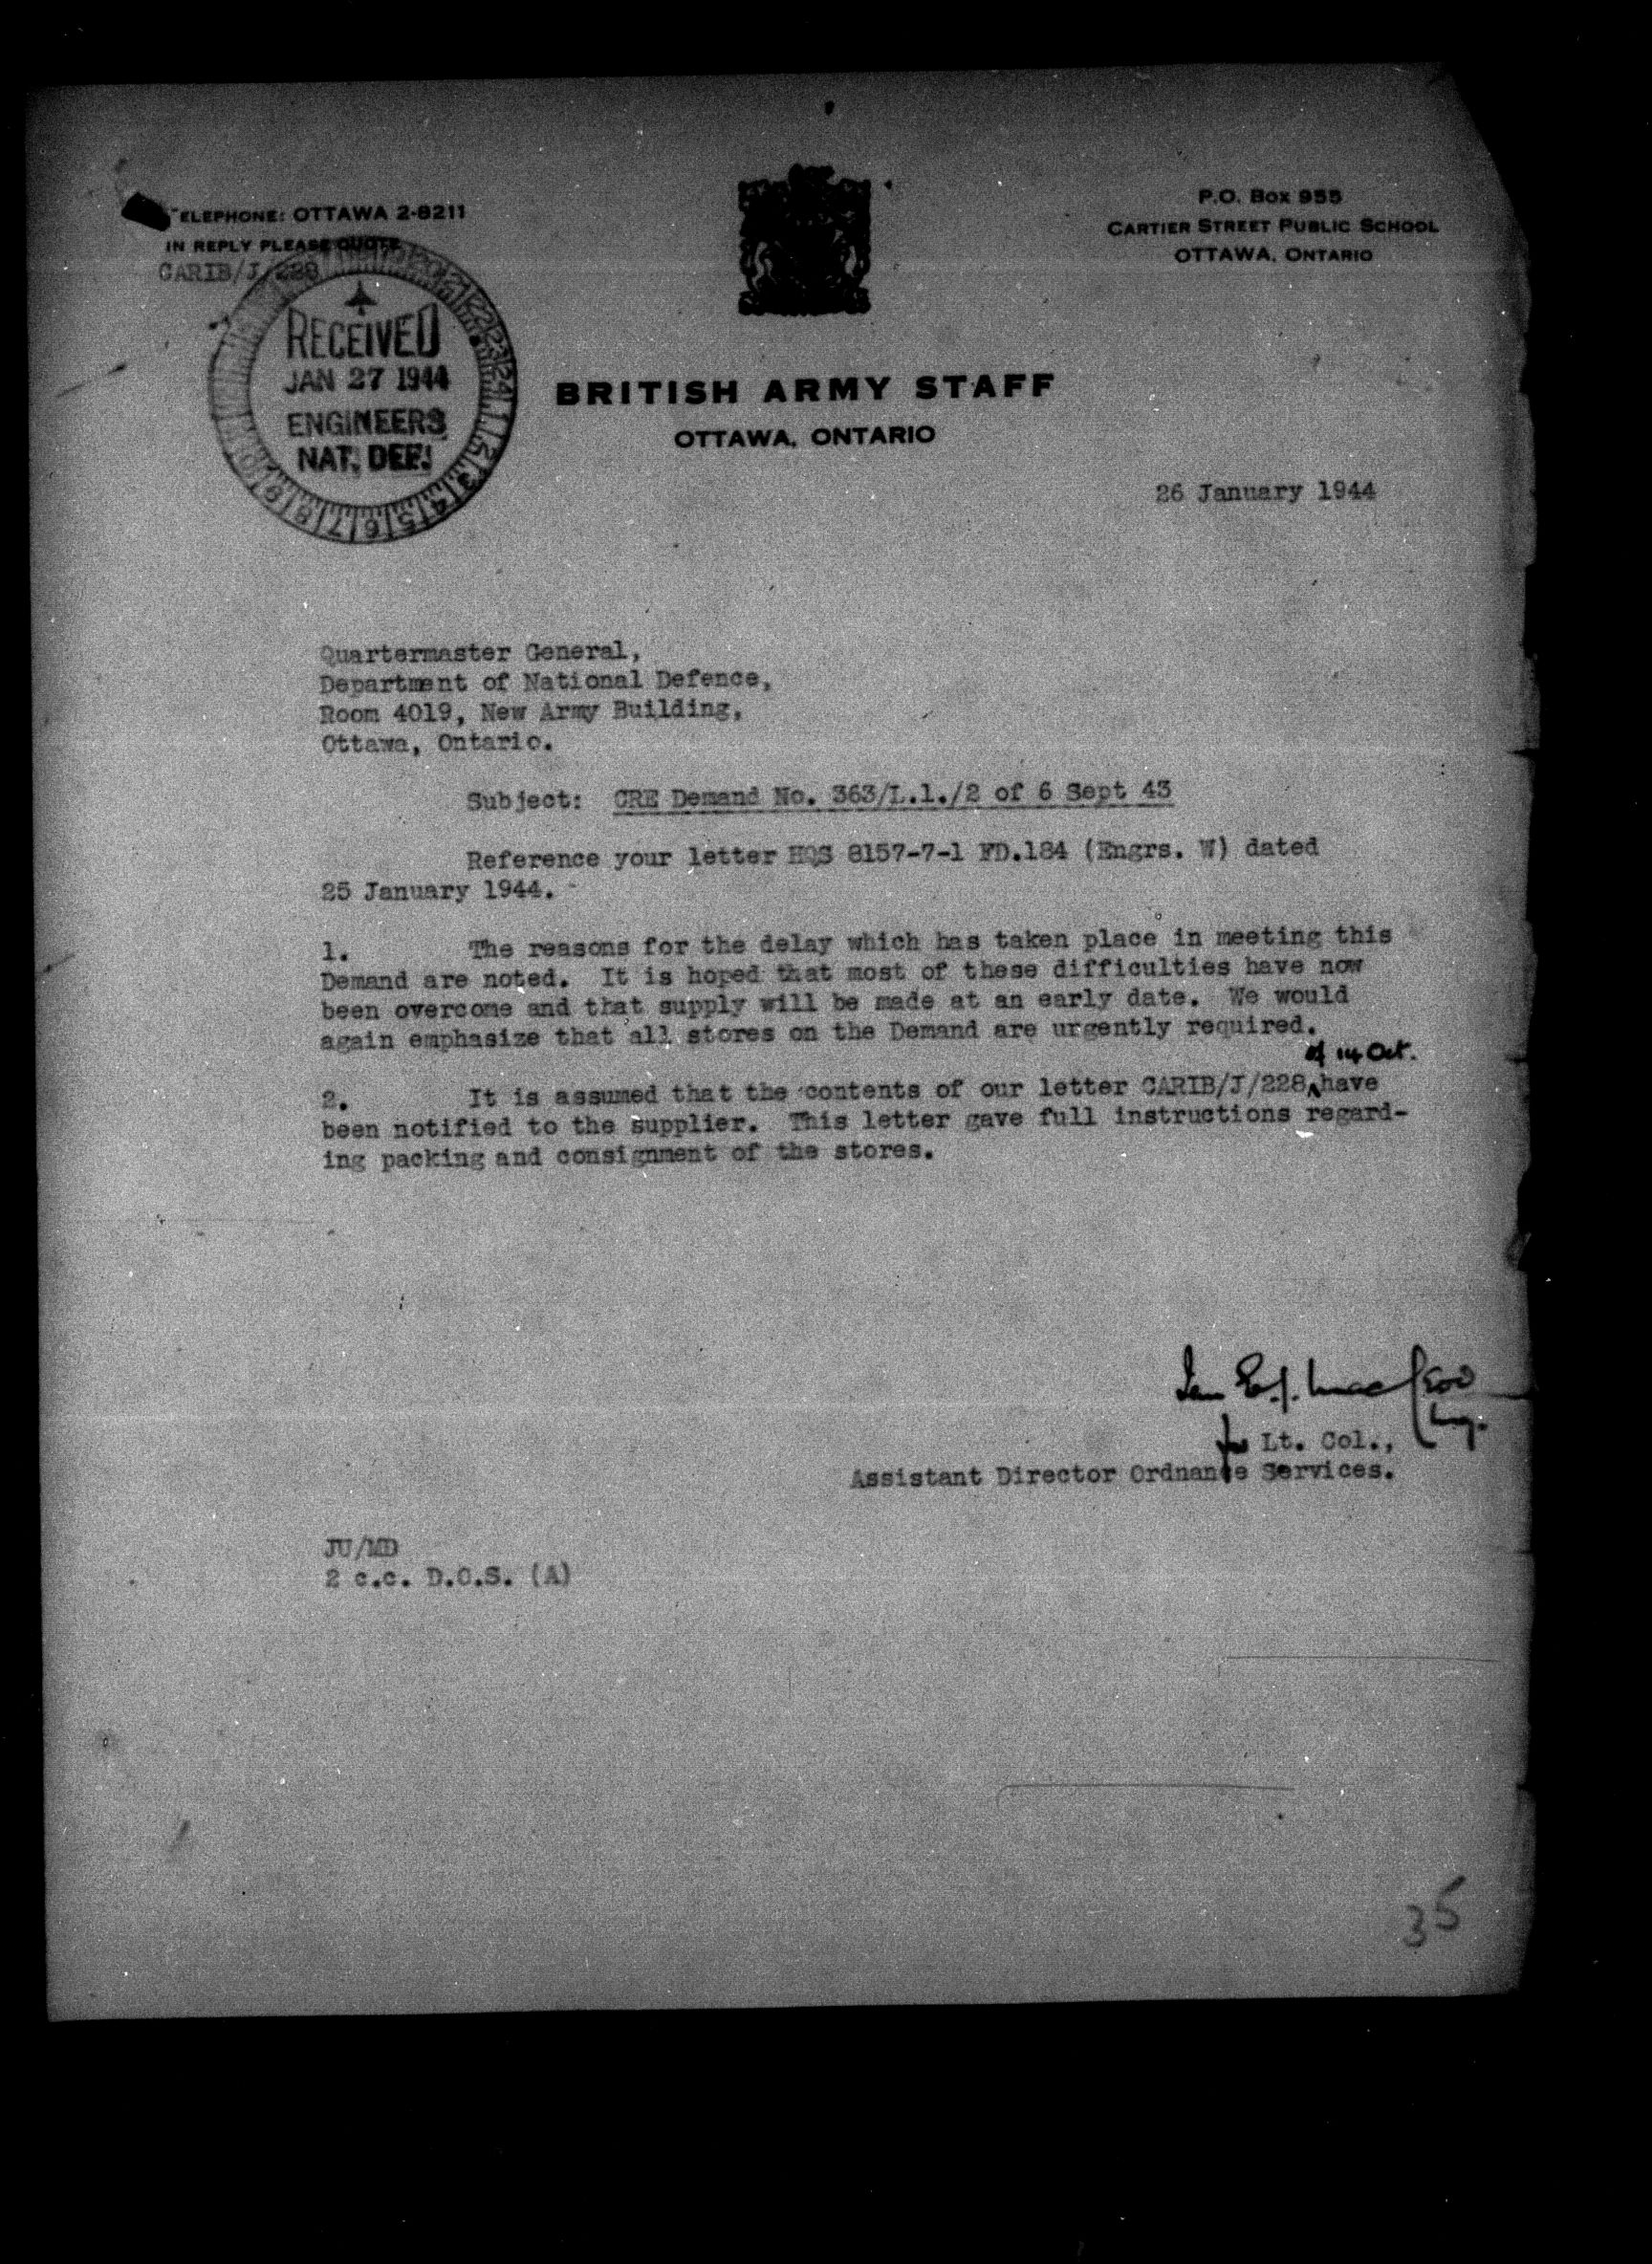 TELEPHONE: OTTAWA 2-8211
IN REPLY PLEASE QUOTE
CARIB/J/228
P.O. BOX 955
CARTIER STREET PUBLIC SCHOOL
OTTAWA, ONTARIO
RECEIVED
JAN 27 1944
ENGINEERS
NAT. DEF.
BRITISH ARMY STAFF
OTTAWA, ONTARIO
26 January 1944
Quartermaster General,
Department of National Defence,
Room 4019, New Army Building,
Ottawa, Ontario.
Subject: CRE Demand No. 363/L.1./2 of 6 Sept 43
Reference your letter HQS 8157-7-1 FD.184 (Engrs. W) dated
25 January 1944.
1. The reasons for the delay which has taken place in meeting this
Demand are noted. It is hoped that most of these difficulties have now
been overcome and that supply will be made at an early date. We would
again emphasize that all stores on the Demand are urgently required.
of 14 Oct.
2. It is assumed that the contents of our letter CARIB/J/228 have
been notified to the supplier. This letter gave full instructions regard-
ing packing and consignment of the stores.
for Lt. Col.,
Assistant Director Ordnance Services.
JU/MD
2 c.c. D.O.S. (A)
35